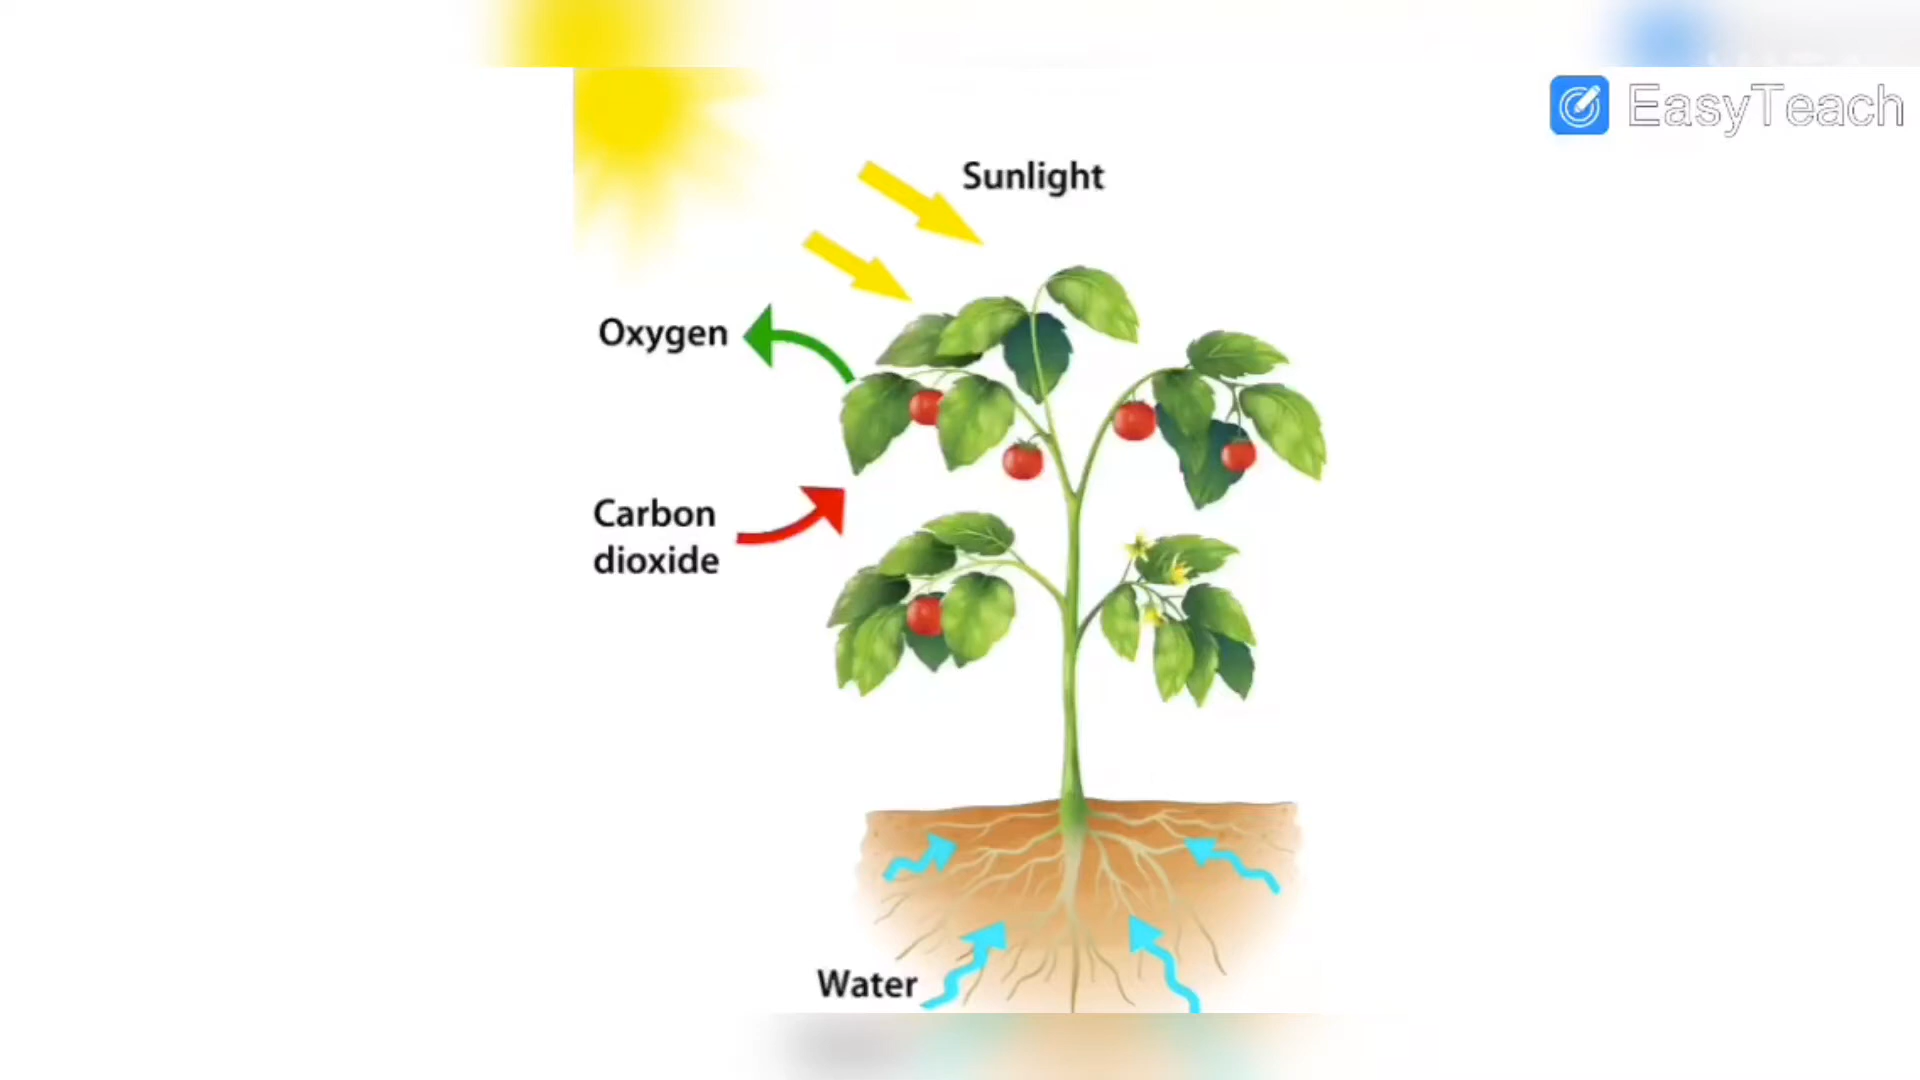 EasyTeach
Sunlight
Oxygen
Carbon
dioxide
Water